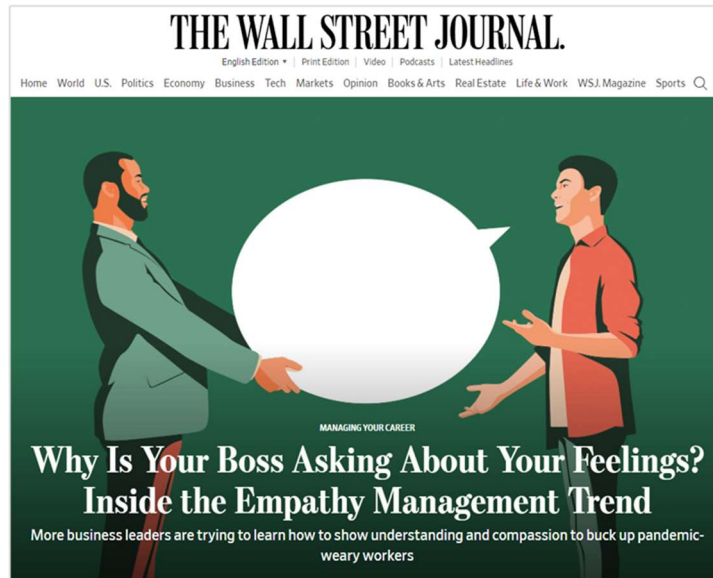 THE WALL STREET JOURNAL.
English Edition ▾ | Print Edition | Video | Podcasts | Latest Headlines
Home World U.S. Politics Economy Business Tech Markets Opinion Books & Arts Real Estate Life & Work WSJ. Magazine Sports
MANAGING YOUR CAREER
Why Is Your Boss Asking About Your Feelings?
Inside the Empathy Management Trend
More business leaders are trying to learn how to show understanding and compassion to buck up pandemic-
weary workers